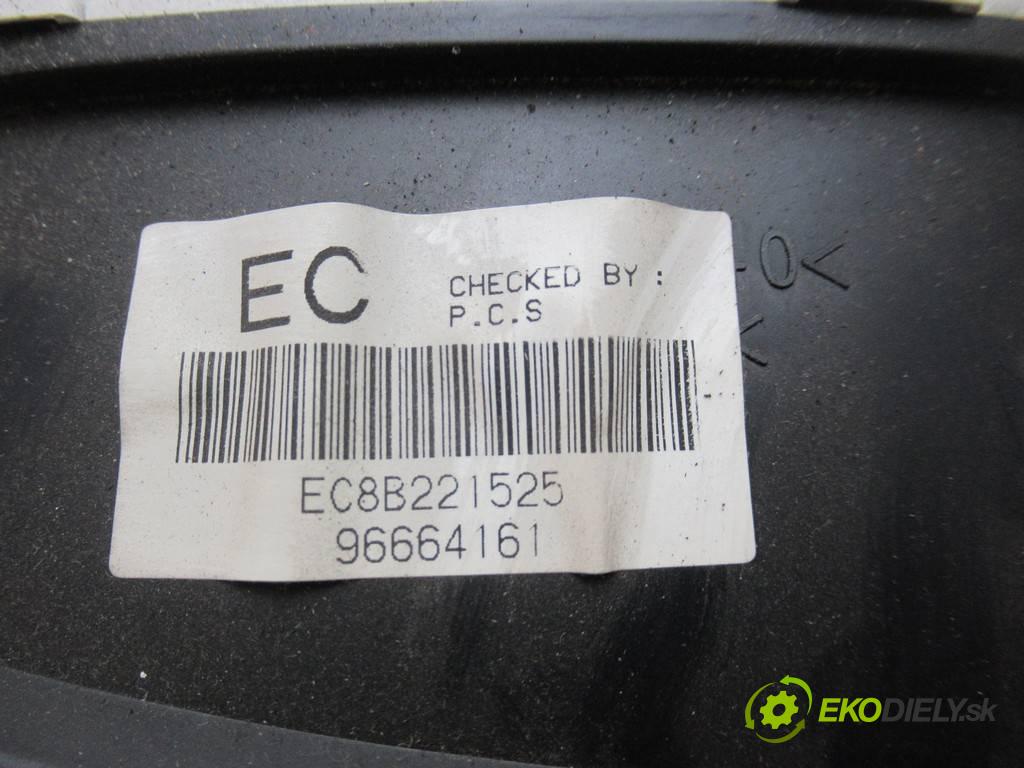 EC
CHECKED BY :
P.C.S
EC8B221525
96664161
EKODIELY.sk